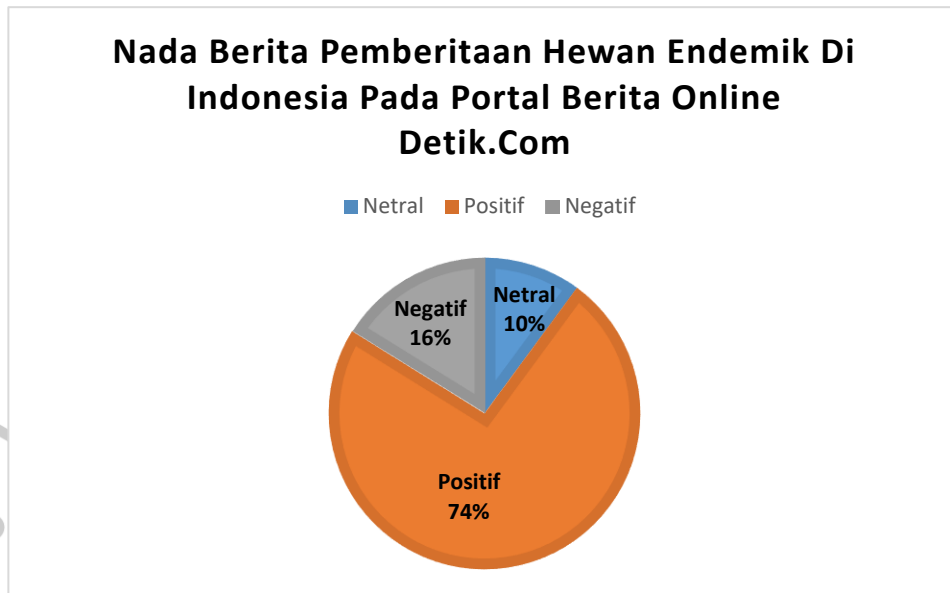 Nada Berita Pemberitaan Hewan Endemik Di
Indonesia Pada Portal Berita Online
Detik.Com
Netral Positif Negatif
Netral
10%
Negatif
16%
Positif
74%